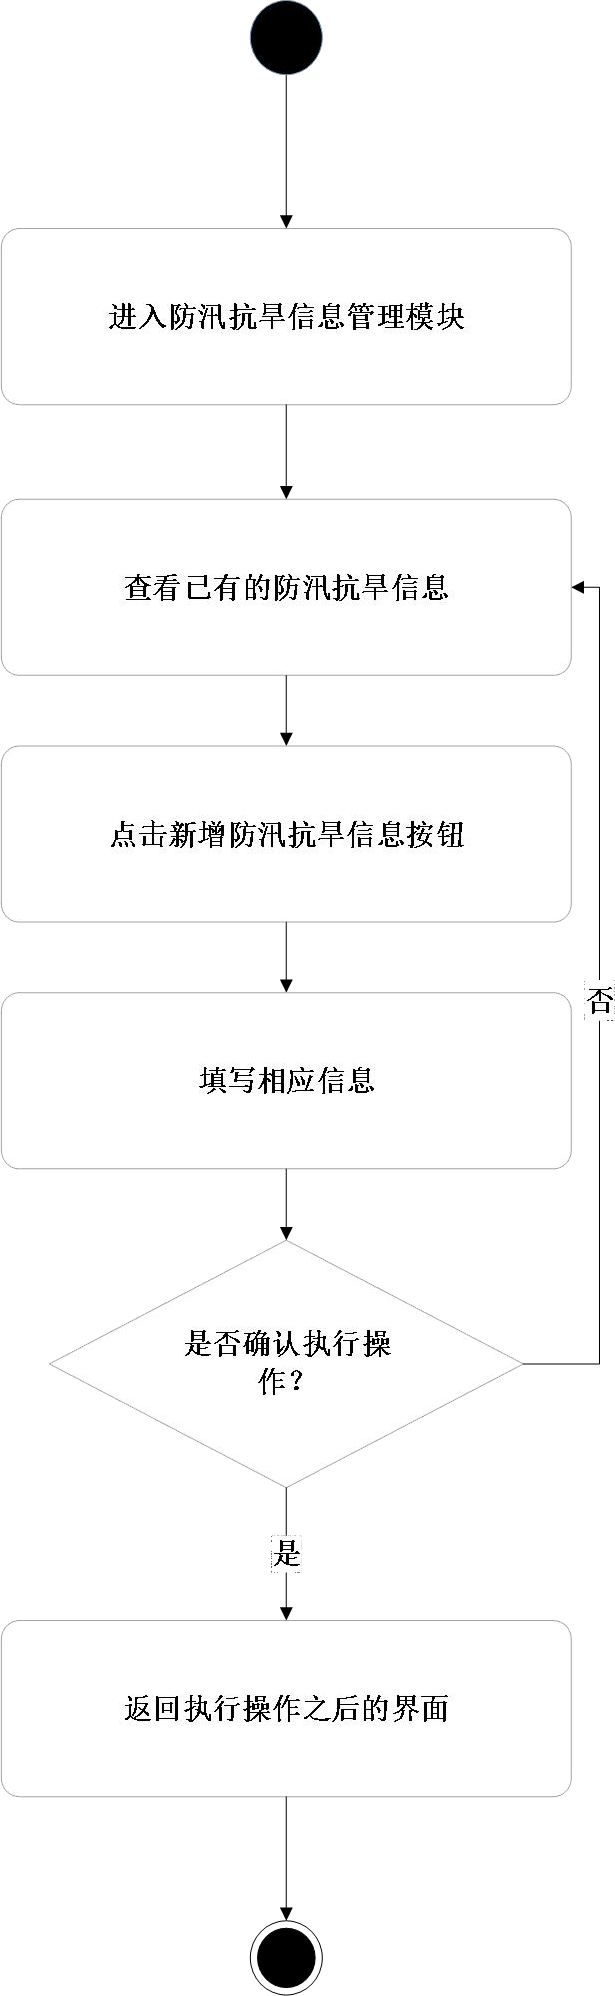 进入防汛抗旱信息管理模块
查看已有的防汛抗旱信息
点击新增防汛抗旱信息按钮
否
填写相应信息
是否确认执行操
作？
是
返回执行操作之后的界面